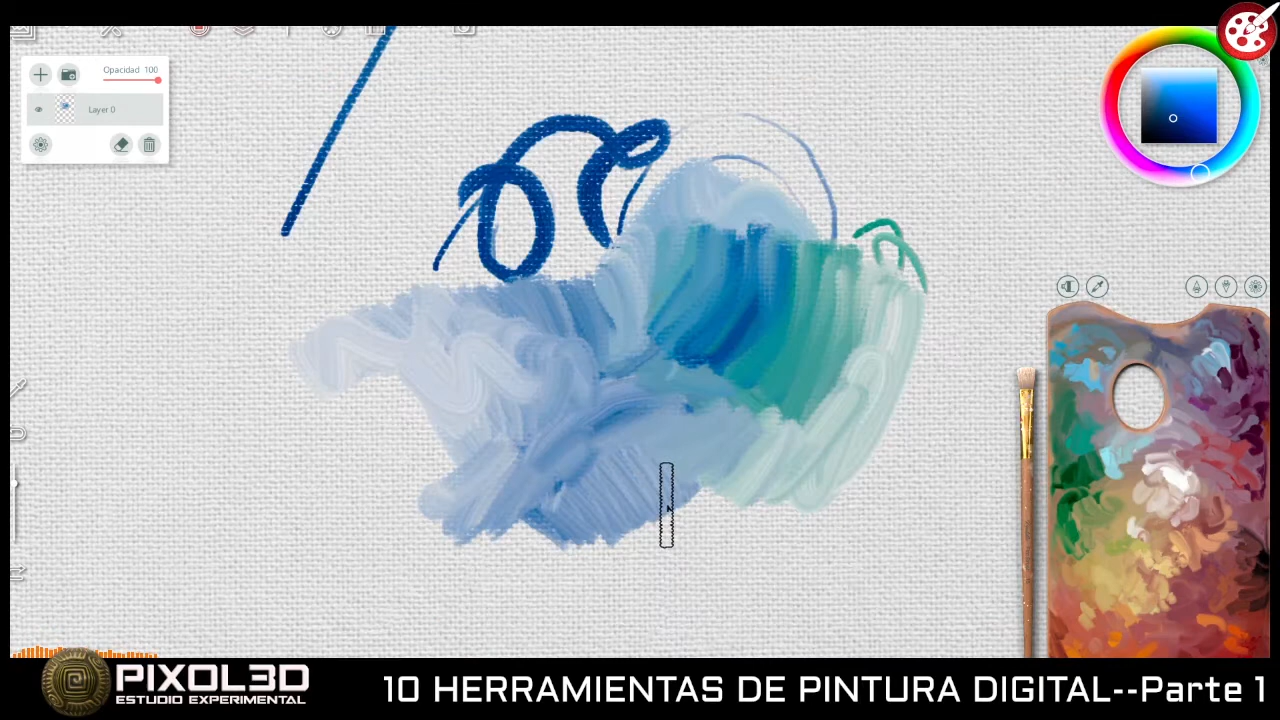 Opacidad 100
Layer 0
PIXOL3D
ESTUDIO EXPERIMENTAL
10 HERRAMIENTAS DE PINTURA DIGITAL--Parte 1